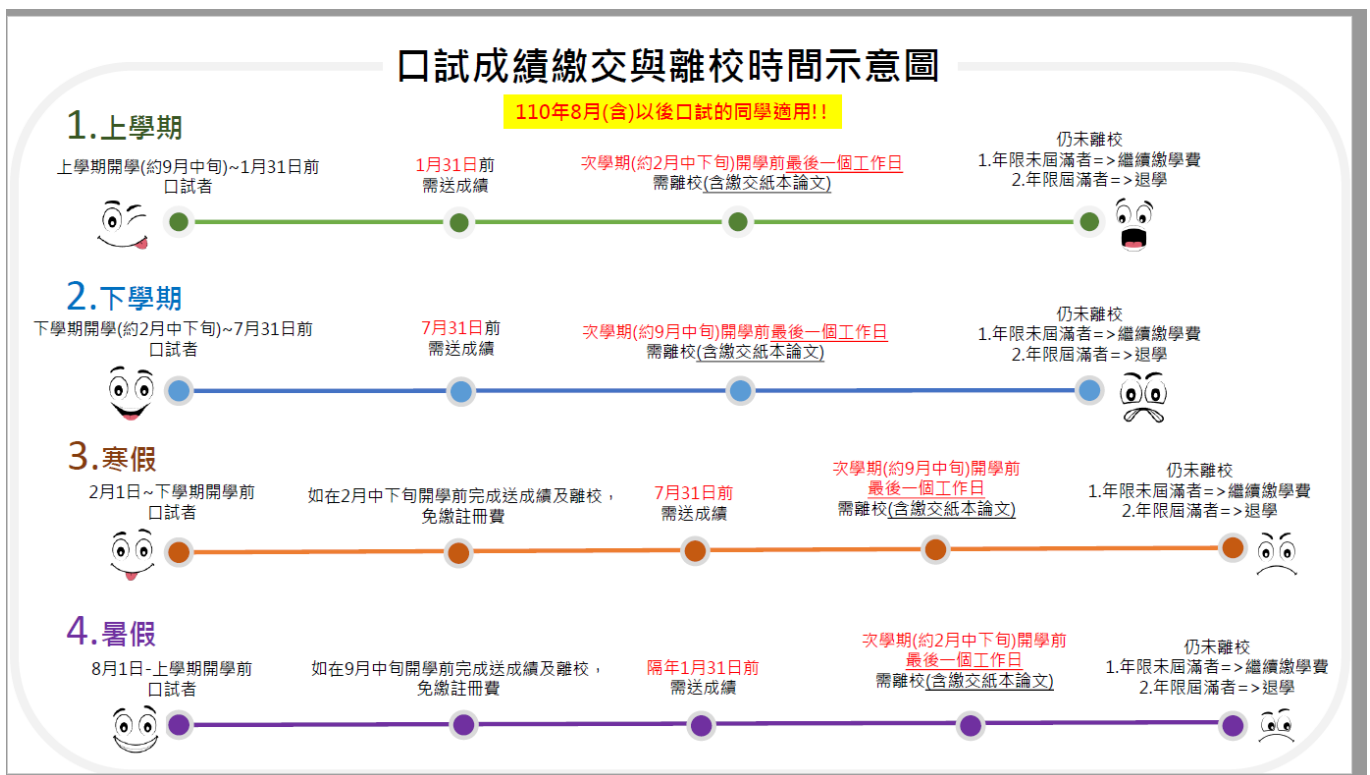 口試成績繳交與離校時間示意圖
110年8月(含)以後口試的同學適用!!
1.上學期
上學期開學(約9月中旬)~1月31日前
口試者
1月31日前
需送成績
次學期(約2月中下旬)開學前最後一個工作日
需離校(含繳交紙本論文)
仍未離校
1.年限未屆滿者=>繼續繳學費
2.年限屆滿者=>退學
2.下學期
下學期開學(約2月中下旬)~7月31日前
口試者
7月31日前
需送成績
次學期(約9月中旬)開學前最後一個工作日
需離校(含繳交紙本論文)
仍未離校
1.年限未屆滿者=>繼續繳學費
2.年限屆滿者=>退學
3.寒假
2月1日~下學期開學前
口試者
如在2月中下旬開學前完成送成績及離校，
免繳註冊費
7月31日前
需送成績
次學期(約9月中旬)開學前
最後一個工作日
需離校(含繳交紙本論文)
仍未離校
1.年限未屆滿者=>繼續繳學費
2.年限屆滿者=>退學
4.暑假
8月1日-上學期開學前
口試者
如在9月中旬開學前完成送成績及離校，
免繳註冊費
隔年1月31日前
需送成績
次學期(約2月中下旬)開學前
最後一個工作日
需離校(含繳交紙本論文)
仍未離校
1.年限未屆滿者=>繼續繳學費
2.年限屆滿者=>退學